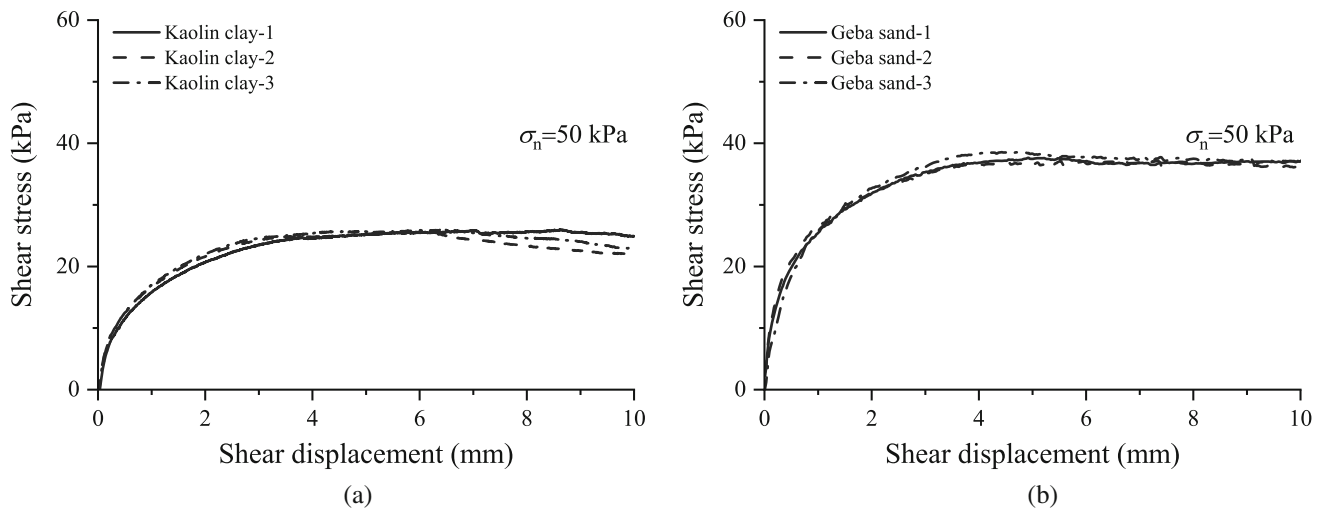 60
40
20
0
Shear stress (kPa)
Kaolin clay-1
Kaolin clay-2
Kaolin clay-3
σn=50 kPa
0 2 4 6 8 10
Shear displacement (mm)
(a)
60
40
20
0
Shear stress (kPa)
Geba sand-1
Geba sand-2
Geba sand-3
σn=50 kPa
0 2 4 6 8 10
Shear displacement (mm)
(b)